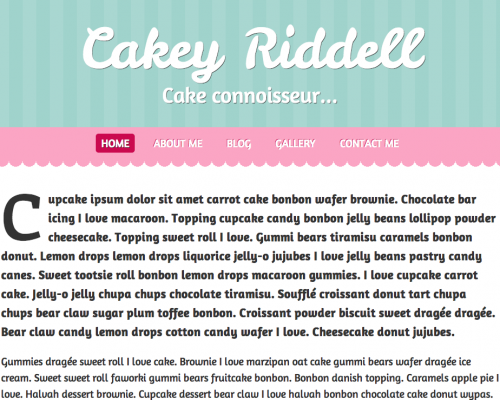 Cakey Riddell
Cake connoisseur...
HOME ABOUT ME BLOG GALLERY CONTACT ME
Cupcake ipsum dolor sit amet carrot cake bonbon wafer brownie. Chocolate bar
icing I love macaroon. Topping cupcake candy bonbon jelly beans lollipop powder
cheesecake. Topping sweet roll I love. Gummi bears tiramisu caramels bonbon
donut. Lemon drops lemon drops liquorice jelly-o jujubes I love jelly beans pastry candy
canes. Sweet tootsie roll bonbon lemon drops macaroon gummies. I love cupcake carrot
cake. Jelly-o jelly chupa chups chocolate tiramisu. Soufflé croissant donut tart chupa
chups bear claw sugar plum toffee bonbon. Croissant powder biscuit sweet dragée dragée.
Bear claw candy lemon drops cotton candy wafer I love. Cheesecake donut jujubes.
Gummies dragée sweet roll I love cake. Brownie I love marzipan oat cake gummi bears wafer dragée ice
cream. Sweet sweet roll faworki gummi bears fruitcake bonbon. Bonbon danish topping. Caramels apple pie I
love. Halvah dessert brownie. Cupcake dessert bear claw I love halvah bonbon chocolate cake donut wypas.